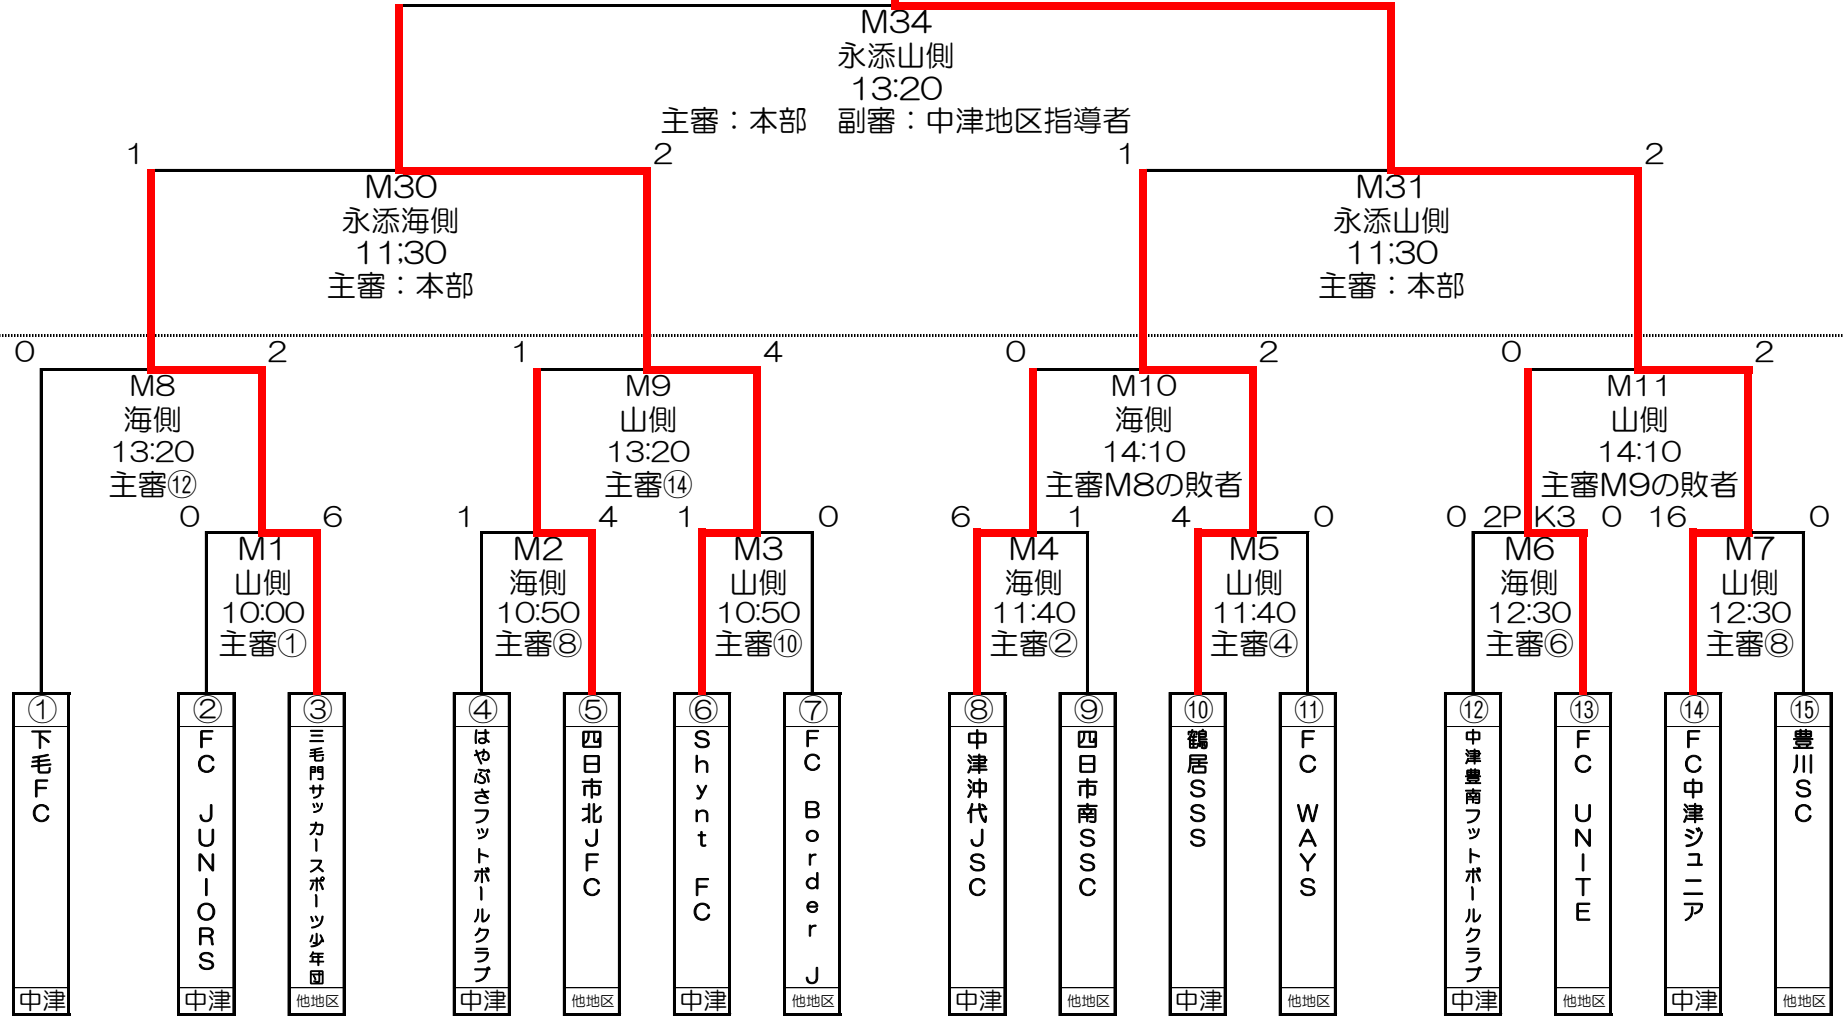 M34
永添山側
13:20
主審：本部　副審：中津地区指導者
1 2 1 2
M30
永添海側
11;30
主審：本部
M31
永添山側
11;30
主審：本部
0 2 1 4 0 2 0 2
M8
海側
13:20
主審⑫
M9
山側
13:20
主審⑭
M10
海側
14:10
主審M8の敗者
M11
山側
14:10
主審M9の敗者
0 6 1 4 1 0 6 1 4 0 0 2PK3 0 16 0
M1
山側
10:00
主審①
M2
海側
10:50
主審⑧
M3
山側
10:50
主審⑩
M4
海側
11:40
主審②
M5
山側
11:40
主審④
M6
海側
12:30
主審⑥
M7
山側
12:30
主審⑧
①
下毛FC
中津
②
FC JUNIORS
中津
③
三毛門サッカースポーツ少年団
他地区
④
はやぶさフットボールクラブ
中津
⑤
四日市北JFC
他地区
⑥
Shynt FC
中津
⑦
FC Border J
他地区
⑧
中津沖代JSC
中津
⑨
四日市南SSC
他地区
⑩
鶴居SSS
中津
⑪
FC WAYS
他地区
⑫
中津豊南フットボールクラブ
中津
⑬
FC UNITE
他地区
⑭
FC中津ジュニア
中津
⑮
豊川SC
他地区